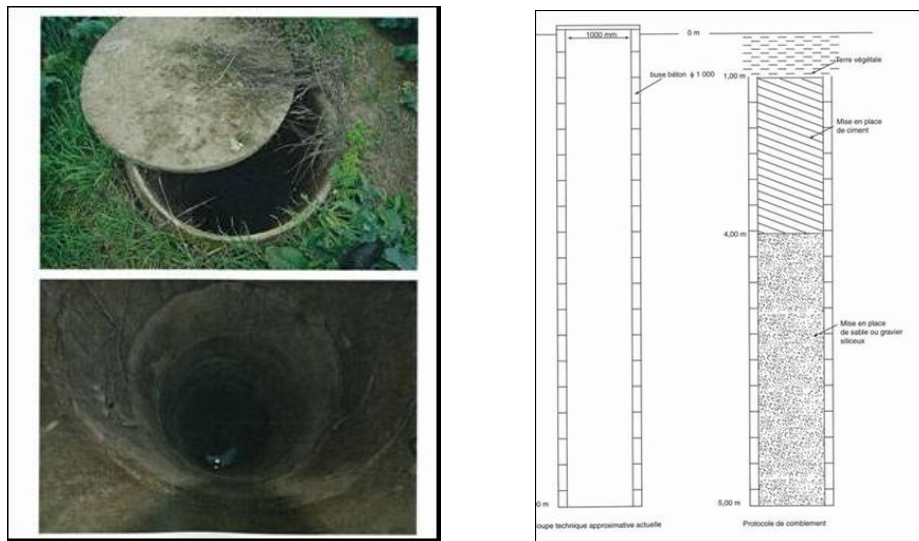 1000 mm
0 m
Terre végétale
buse béton ϕ 1 000
1,00 m
Mise en place
de ciment
4,00 m
Mise en place
de sable ou gravier
siliceux
0 m
5,00 m
oupe technique approximative actuelle
Protocole de comblement